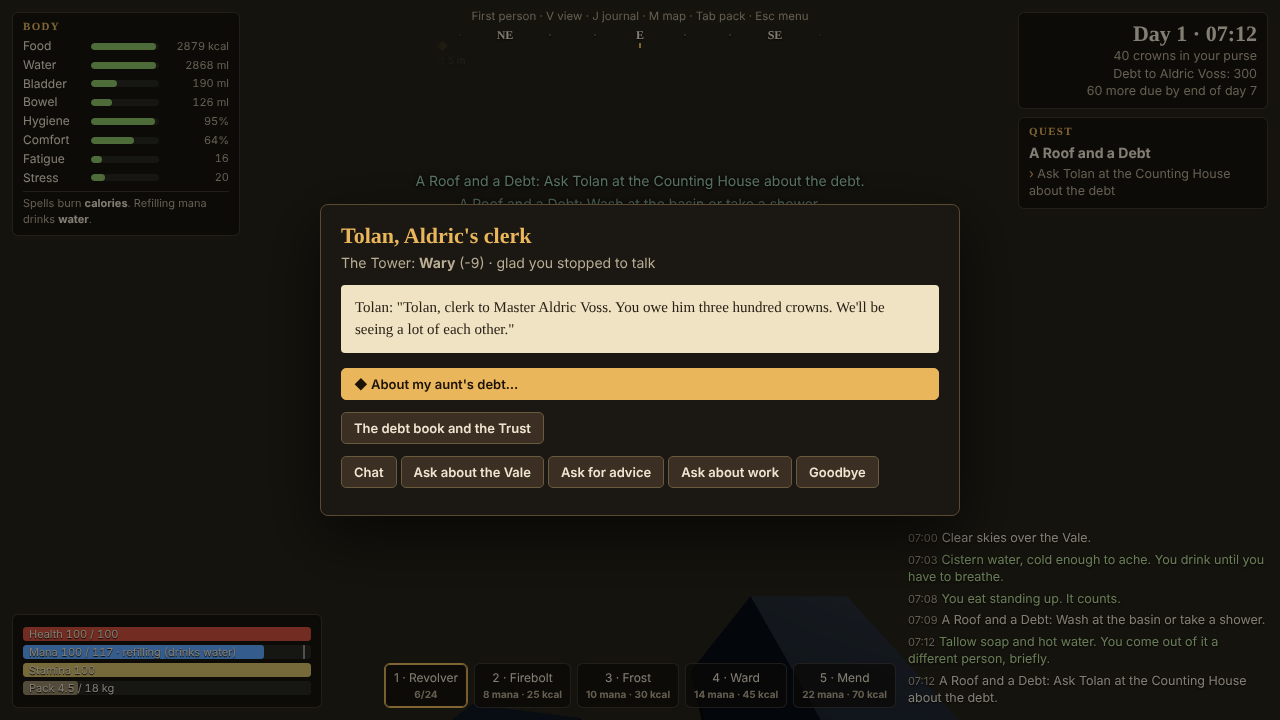 BODY
Food 2879 kcal
Water 2868 ml
Bladder 190 ml
Bowel 126 ml
Hygiene 95%
Comfort 64%
Fatigue 16
Stress 20
Spells burn calories. Refilling mana
drinks water.
First person · V view · J journal · M map · Tab pack · Esc menu
NE · · E · · SE ·
Day 1 · 07:12
40 crowns in your purse
Debt to Aldric Voss: 300
60 more due by end of day 7
QUEST
A Roof and a Debt
› Ask Tolan at the Counting House
about the debt
A Roof and a Debt: Ask Tolan at the Counting House about the debt.
A Roof and a Debt: Wash at the basin or take a shower.
Tolan, Aldric's clerk
The Tower: Wary (-9) · glad you stopped to talk
Tolan: "Tolan, clerk to Master Aldric Voss. You owe him three hundred crowns. We'll be
seeing a lot of each other."
◆ About my aunt's debt...
The debt book and the Trust
Chat
Ask about the Vale
Ask for advice
Ask about work
Goodbye
07:00 Clear skies over the Vale.
07:03 Cistern water, cold enough to ache. You drink until you
have to breathe.
07:08 You eat standing up. It counts.
07:09 A Roof and a Debt: Wash at the basin or take a shower.
07:12 Tallow soap and hot water. You come out of it a
different person, briefly.
07:12 A Roof and a Debt: Ask Tolan at the Counting House
about the debt.
Health 100 / 100
Mana 100 / 117 · refilling (drinks water)
Stamina 100
Pack 4.5 / 18 kg
1 · Revolver
6/24
2 · Firebolt
8 mana · 25 kcal
3 · Frost
10 mana · 30 kcal
4 · Ward
14 mana · 45 kcal
5 · Mend
22 mana · 70 kcal